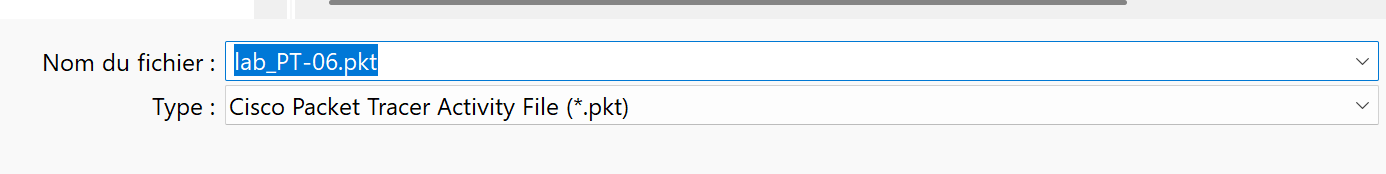 Nom du fichier : lab_PT-06.pkt
Type : Cisco Packet Tracer Activity File (*.pkt)